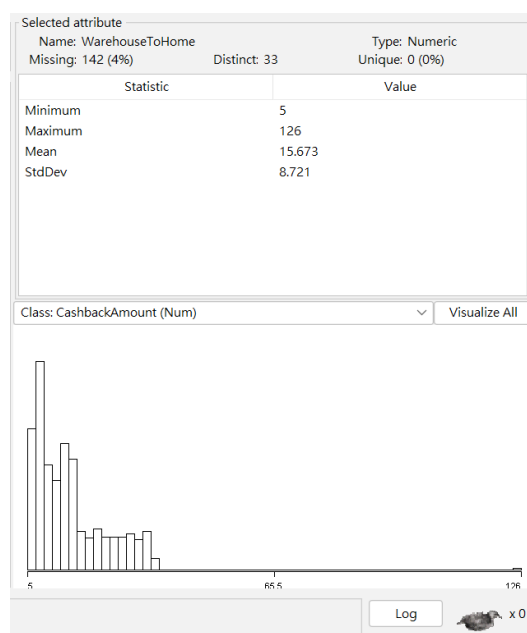 Selected attribute
Name: WarehouseToHome Type: Numeric
Missing: 142 (4%) Distinct: 33 Unique: 0 (0%)
Statistic Value
Minimum 5
Maximum 126
Mean 15.673
StdDev 8.721
Class: CashbackAmount (Num) Visualize All
5 65.5 126
Log x 0